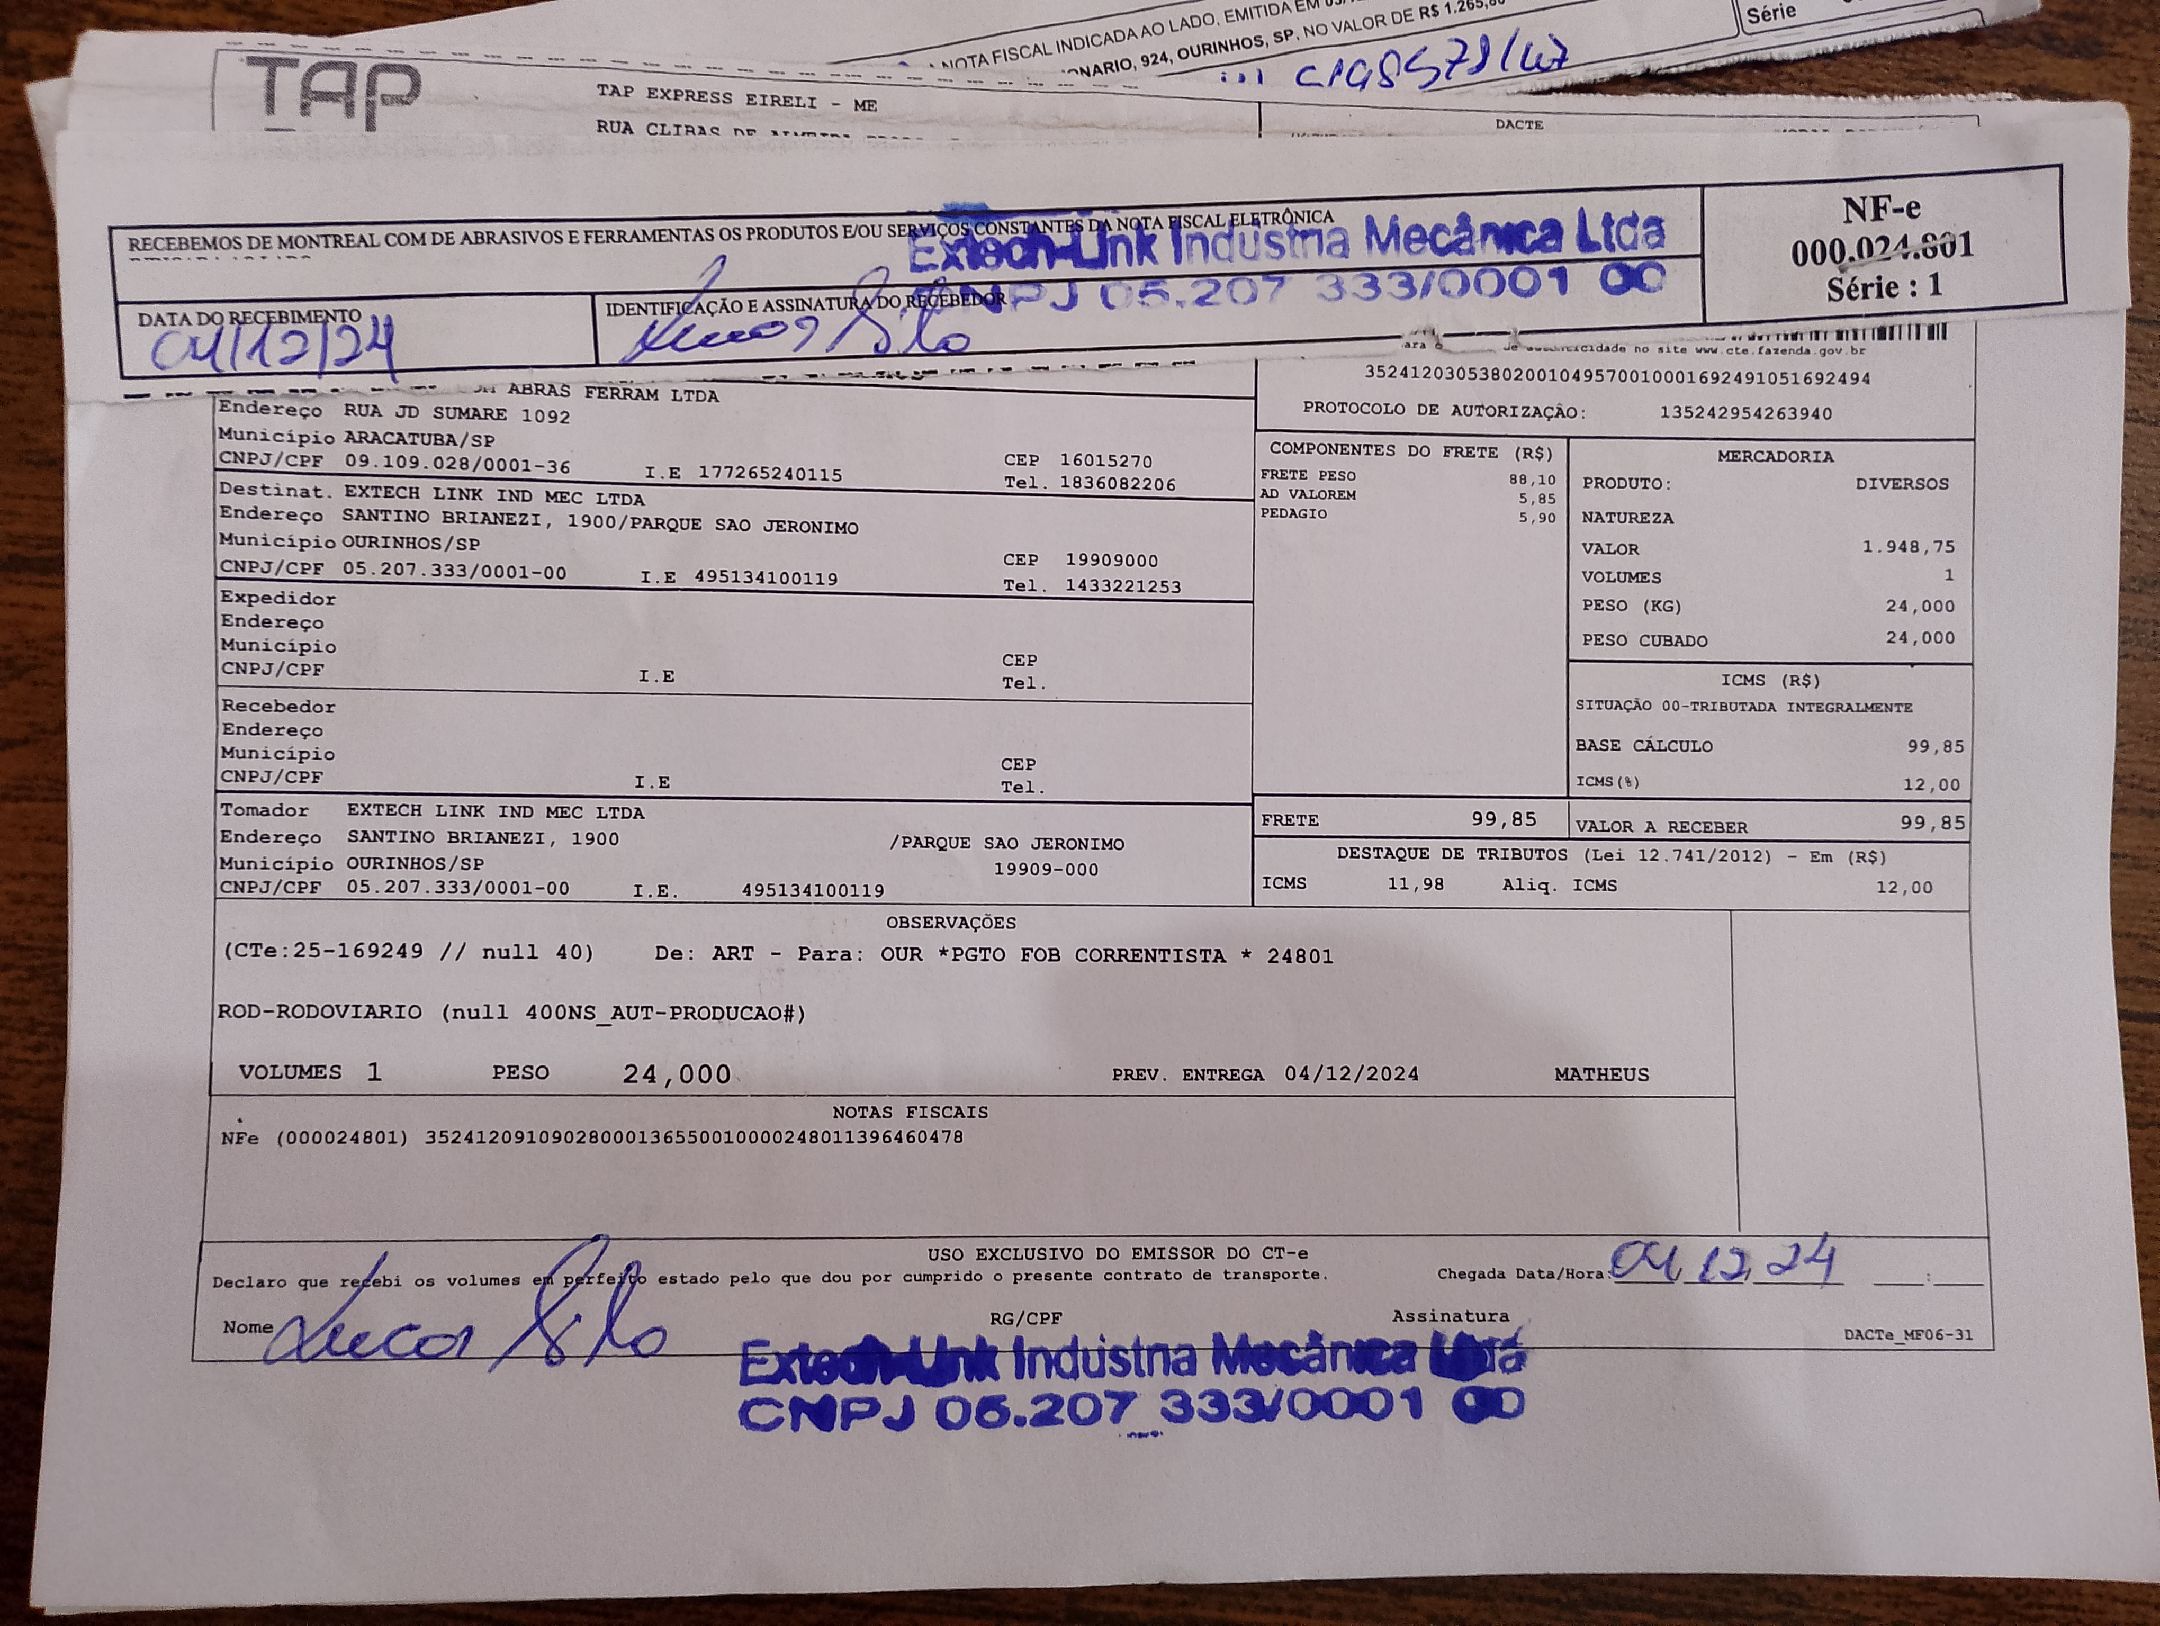 NOTA FISCAL INDICADA AO LADO, EMITIDA EM
924, OURINHOS, SP. NO VALOR DE R$
Série
TAP
TAP EXPRESS EIRELI - ME
RUA
DACTE
RECEBEMOS DE MONTREAL COM DE ABRASIVOS E FERRAMENTAS OS PRODUTOS E/OU SERVIÇOS CONSTANTES DA NOTA FISCAL ELETRÔNICA
Extech-Link Indústria Mecânica Ltda
CNPJ 05.207 333/0001 00
NF-e
000.024.801
Série : 1
DATA DO RECEBIMENTO
04/12/24
IDENTIFICAÇÃO E ASSINATURA DO RECEBEDOR
no site www.cte.fazenda.gov.br
35241203053802001049570010001692491051692494
PROTOCOLO DE AUTORIZAÇÃO: 135242954263940
ABRAS FERRAM LTDA
Endereço RUA JD SUMARE 1092
Município ARACATUBA/SP
CNPJ/CPF 09.109.028/0001-36 I.E 177265240115
CEP 16015270
Tel. 1836082206
Destinat. EXTECH LINK IND MEC LTDA
Endereço SANTINO BRIANEZI, 1900/PARQUE SAO JERONIMO
Município OURINHOS/SP
CNPJ/CPF 05.207.333/0001-00 I.E 495134100119
CEP 19909000
Tel. 1433221253
Expedidor
Endereço
Município
CNPJ/CPF I.E
CEP
Tel.
Recebedor
Endereço
Município
CNPJ/CPF I.E
CEP
Tel.
Tomador EXTECH LINK IND MEC LTDA
Endereço SANTINO BRIANEZI, 1900 /PARQUE SAO JERONIMO
Município OURINHOS/SP 19909-000
CNPJ/CPF 05.207.333/0001-00 I.E. 495134100119
COMPONENTES DO FRETE (R$)
FRETE PESO 88,10
AD VALOREM 5,85
PEDAGIO 5,90
MERCADORIA
PRODUTO: DIVERSOS
NATUREZA
VALOR 1.948,75
VOLUMES 1
PESO (KG) 24,000
PESO CUBADO 24,000
ICMS (R$)
SITUAÇÃO 00-TRIBUTADA INTEGRALMENTE
BASE CÁLCULO 99,85
ICMS(%) 12,00
FRETE 99,85
VALOR A RECEBER 99,85
DESTAQUE DE TRIBUTOS (Lei 12.741/2012) - Em (R$)
ICMS 11,98 Aliq. ICMS 12,00
OBSERVAÇÕES
(CTe:25-169249 // null 40) De: ART - Para: OUR *PGTO FOB CORRENTISTA * 24801
ROD-RODOVIARIO (null 400NS_AUT-PRODUCAO#)
VOLUMES 1 PESO 24,000 PREV. ENTREGA 04/12/2024 MATHEUS
NOTAS FISCAIS
NFe (000024801) 35241209109028000136550010000248011396460478
USO EXCLUSIVO DO EMISSOR DO CT-e
Declaro que recebi os volumes em perfeito estado pelo que dou por cumprido o presente contrato de transporte. Chegada Data/Hora: 04 12 24 :
Nome RG/CPF Assinatura
DACTe_MF06-31
Extech-Link Indústria Mecânica Ltda
CNPJ 05.207 333/0001 00